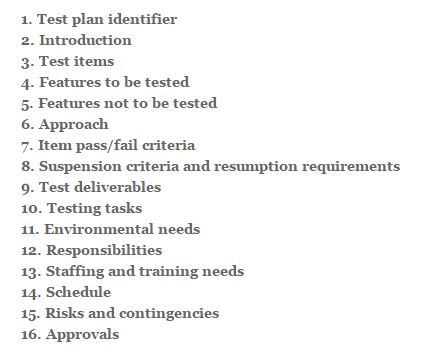 1. Test plan identifier
2. Introduction
3. Test items
4. Features to be tested
5. Features not to be tested
6. Approach
7. Item pass/fail criteria
8. Suspension criteria and resumption requirements
9. Test deliverables
10. Testing tasks
11. Environmental needs
12. Responsibilities
13. Staffing and training needs
14. Schedule
15. Risks and contingencies
16. Approvals